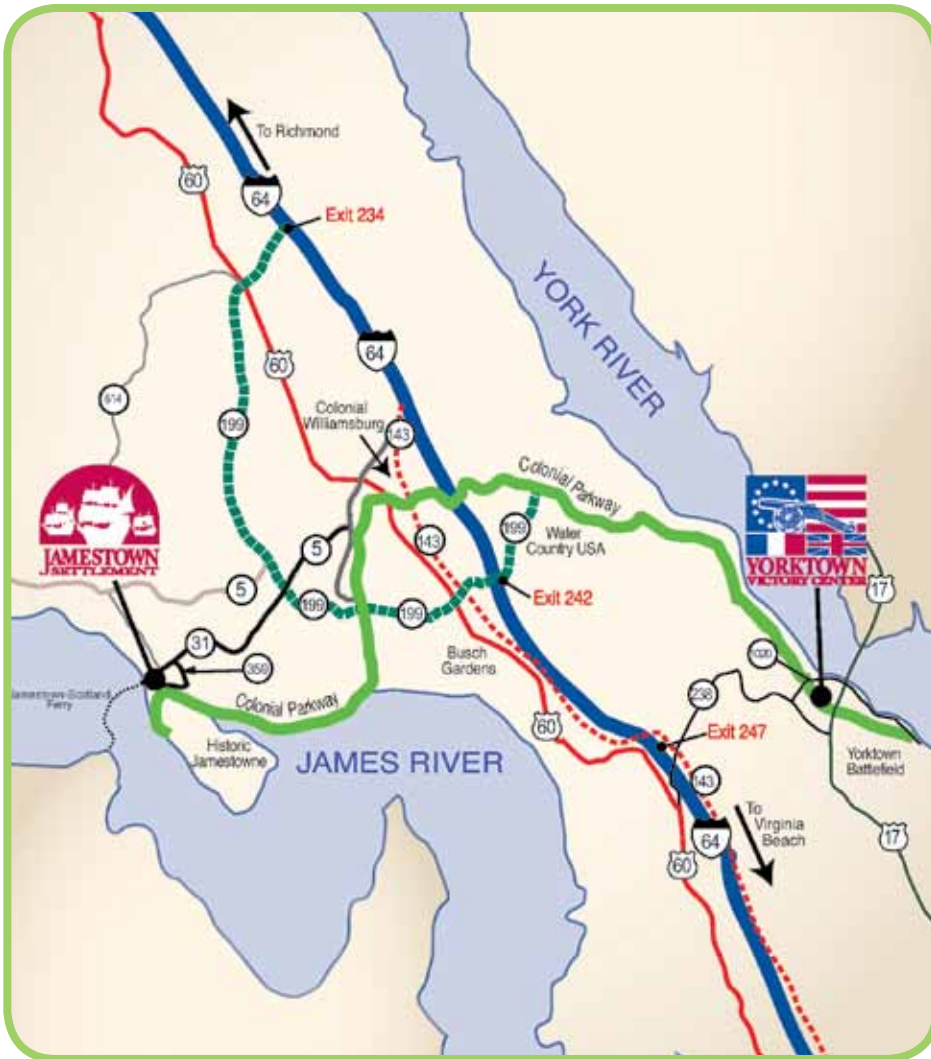 To Richmond
60
64
Exit 234
YORK RIVER
64
60
614
Colonial
Williamsburg
199
143
Colonial Parkway
JAMESTOWN
SETTLEMENT
YORKTOWN
VICTORY CENTER
5
143
199
Water
Country USA
17
5
Exit 242
199
199
31
359
Busch
Gardens
1020
238
Jamestown-Scotland
Ferry
Colonial Parkway
60
Exit 247
Historic
Jamestowne
JAMES RIVER
Yorktown
Battlefield
143
To
Virginia
Beach
64
17
60